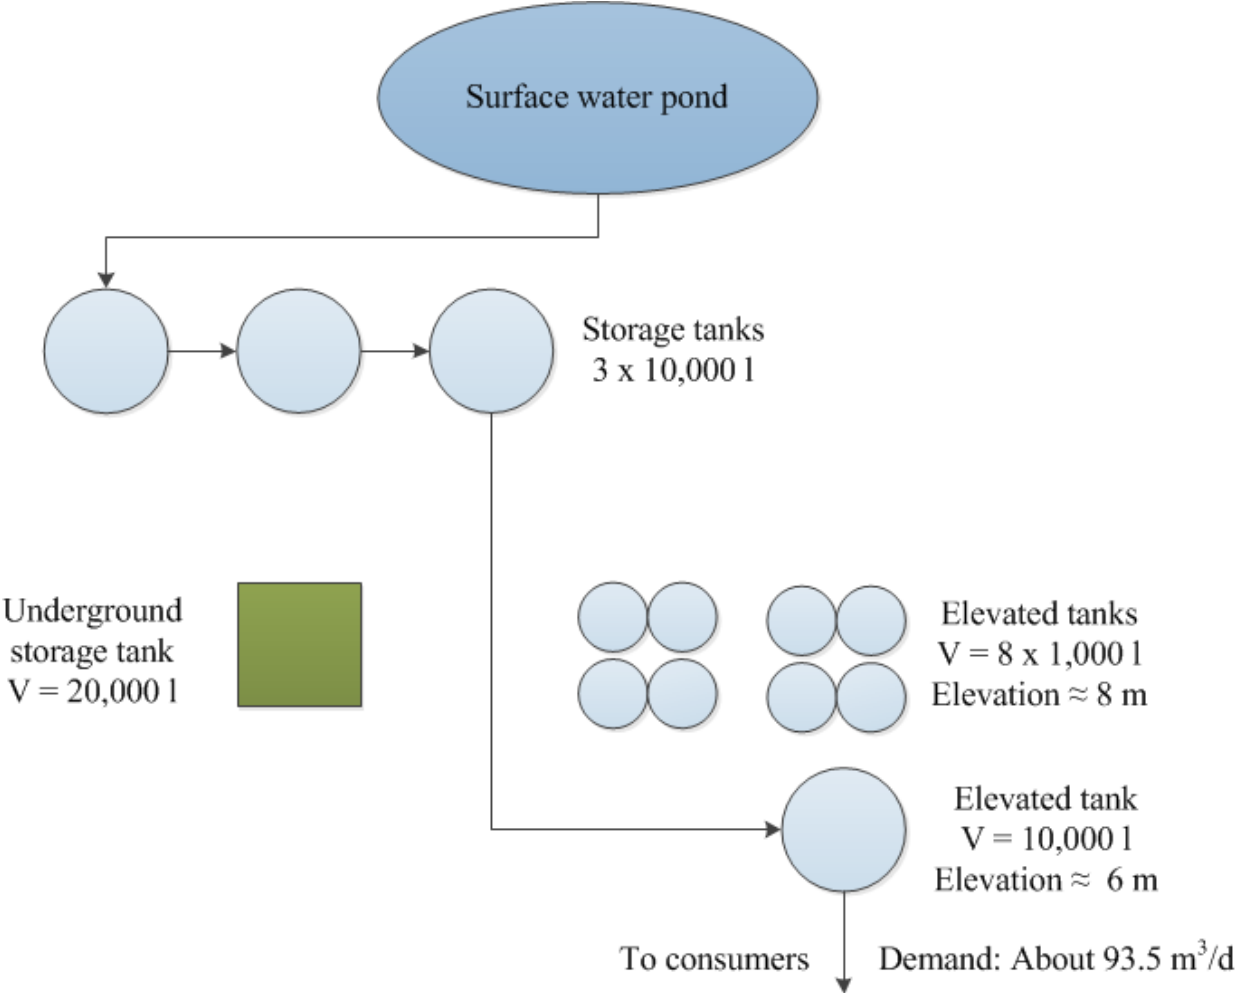 Surface water pond
Storage tanks
3 x 10,000 l
Underground
storage tank
V = 20,000 l
Elevated tanks
V = 8 x 1,000 l
Elevation ≈ 8 m
Elevated tank
V = 10,000 l
Elevation ≈ 6 m
To consumers
Demand: About 93.5 m³/d